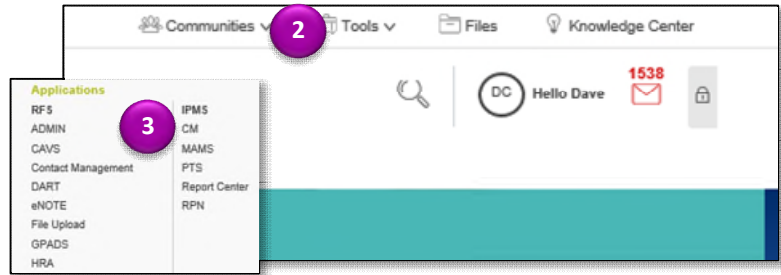 Communities
2
Tools
Files
Knowledge Center
1538
DC
Hello Dave
Applications
RFS
ADMIN
CAVS
Contact Management
DART
eNOTE
File Upload
GPADS
HRA
3
IPMS
CM
MAMS
PTS
Report Center
RPN